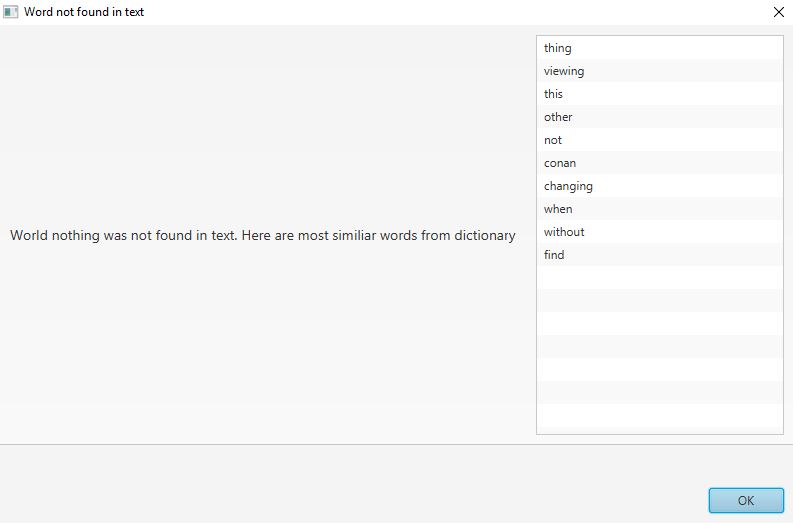 Word not found in text
World nothing was not found in text. Here are most similiar words from dictionary
thing
viewing
this
other
not
conan
changing
when
without
find
OK